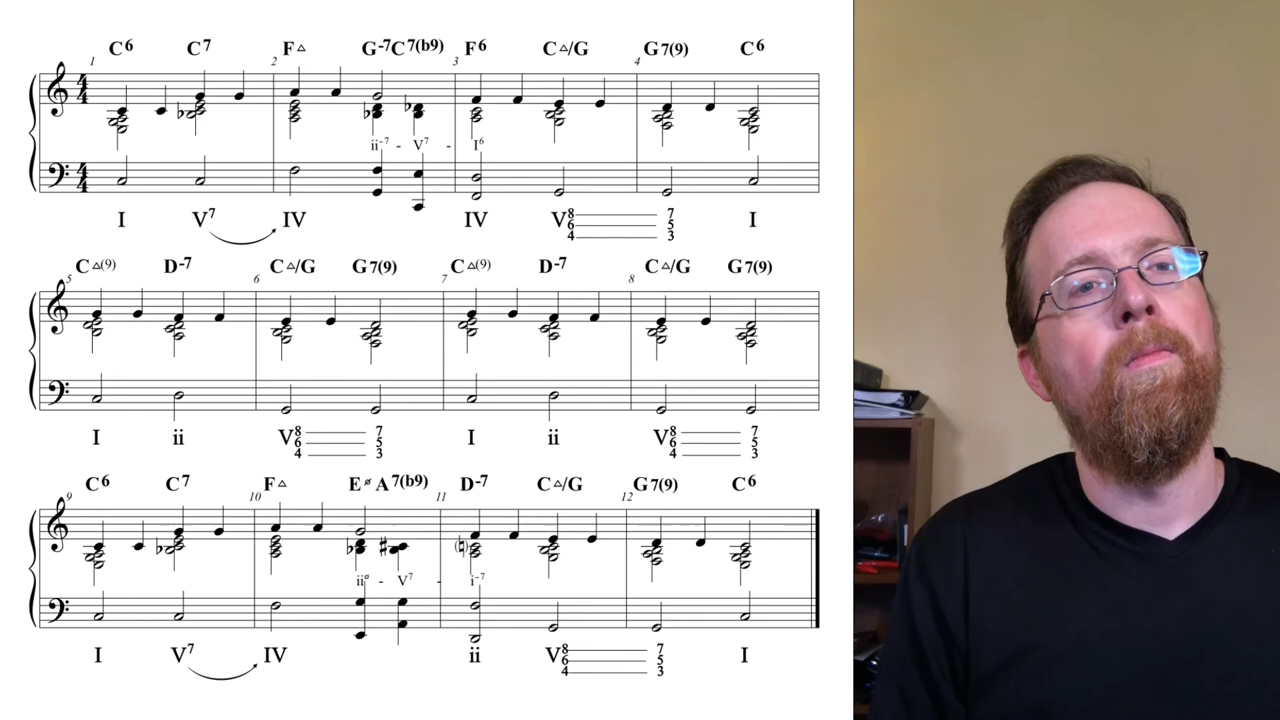 C6 C7 F△ G-7 C7(b9) F6 C△/G G7(9) C6
1 2 3 4
4 4
ii-7 - V7 - I6
4 4
I V7 IV IV V8 6 4 7 5 3 I
C△(9) D-7 C△/G G7(9) C△(9) D-7 C△/G G7(9)
5 6 7 8
I ii V8 6 4 7 5 3 I ii V8 6 4 7 5 3
C6 C7 F△ Eø A7(b9) D-7 C△/G G7(9) C6
9 10 11 12
iiø - V7 - i-7
I V7 IV ii V8 6 4 7 5 3 I